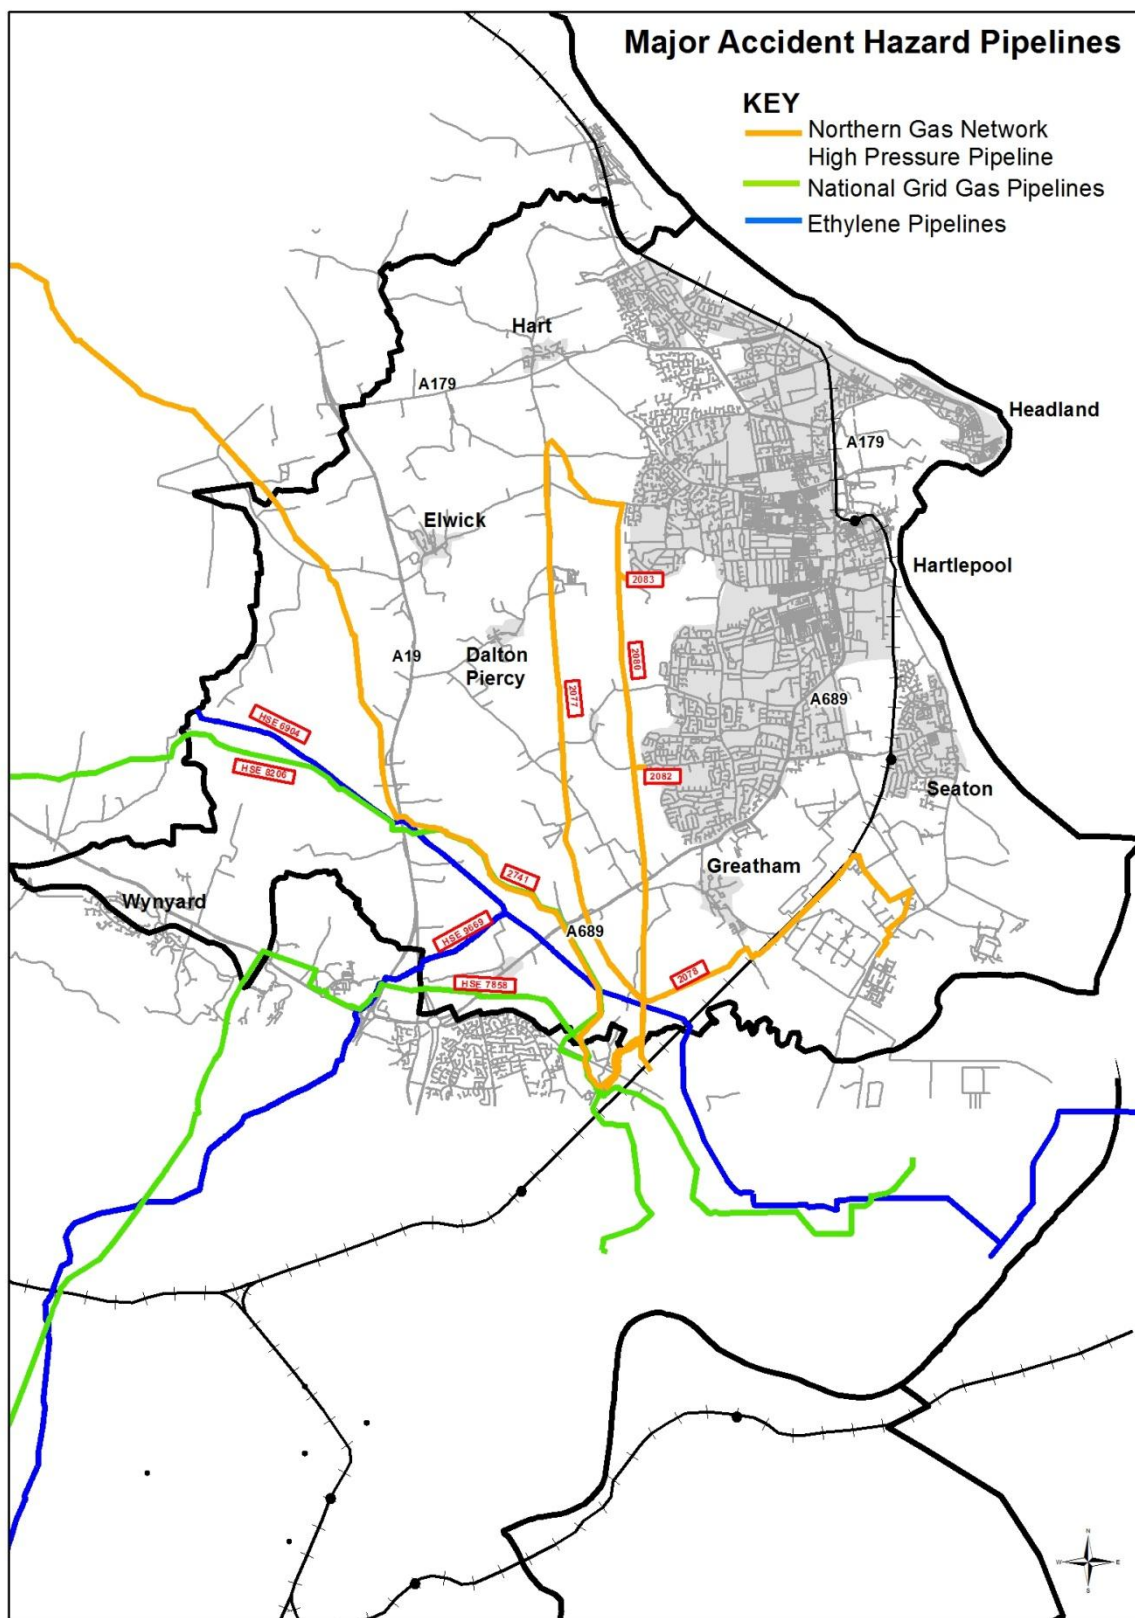 Major Accident Hazard Pipelines
KEY
Northern Gas Network
High Pressure Pipeline
National Grid Gas Pipelines
Ethylene Pipelines
Hart
A179
Headland
A179
Elwick
Hartlepool
2083
Dalton
Piercy
A19
2080
2077
A689
HSE 6904
HSE 8206
2082
Seaton
Greatham
2741
Wynyard
HSE 9669
A689
2078
HSE 7858
N
W
E
S